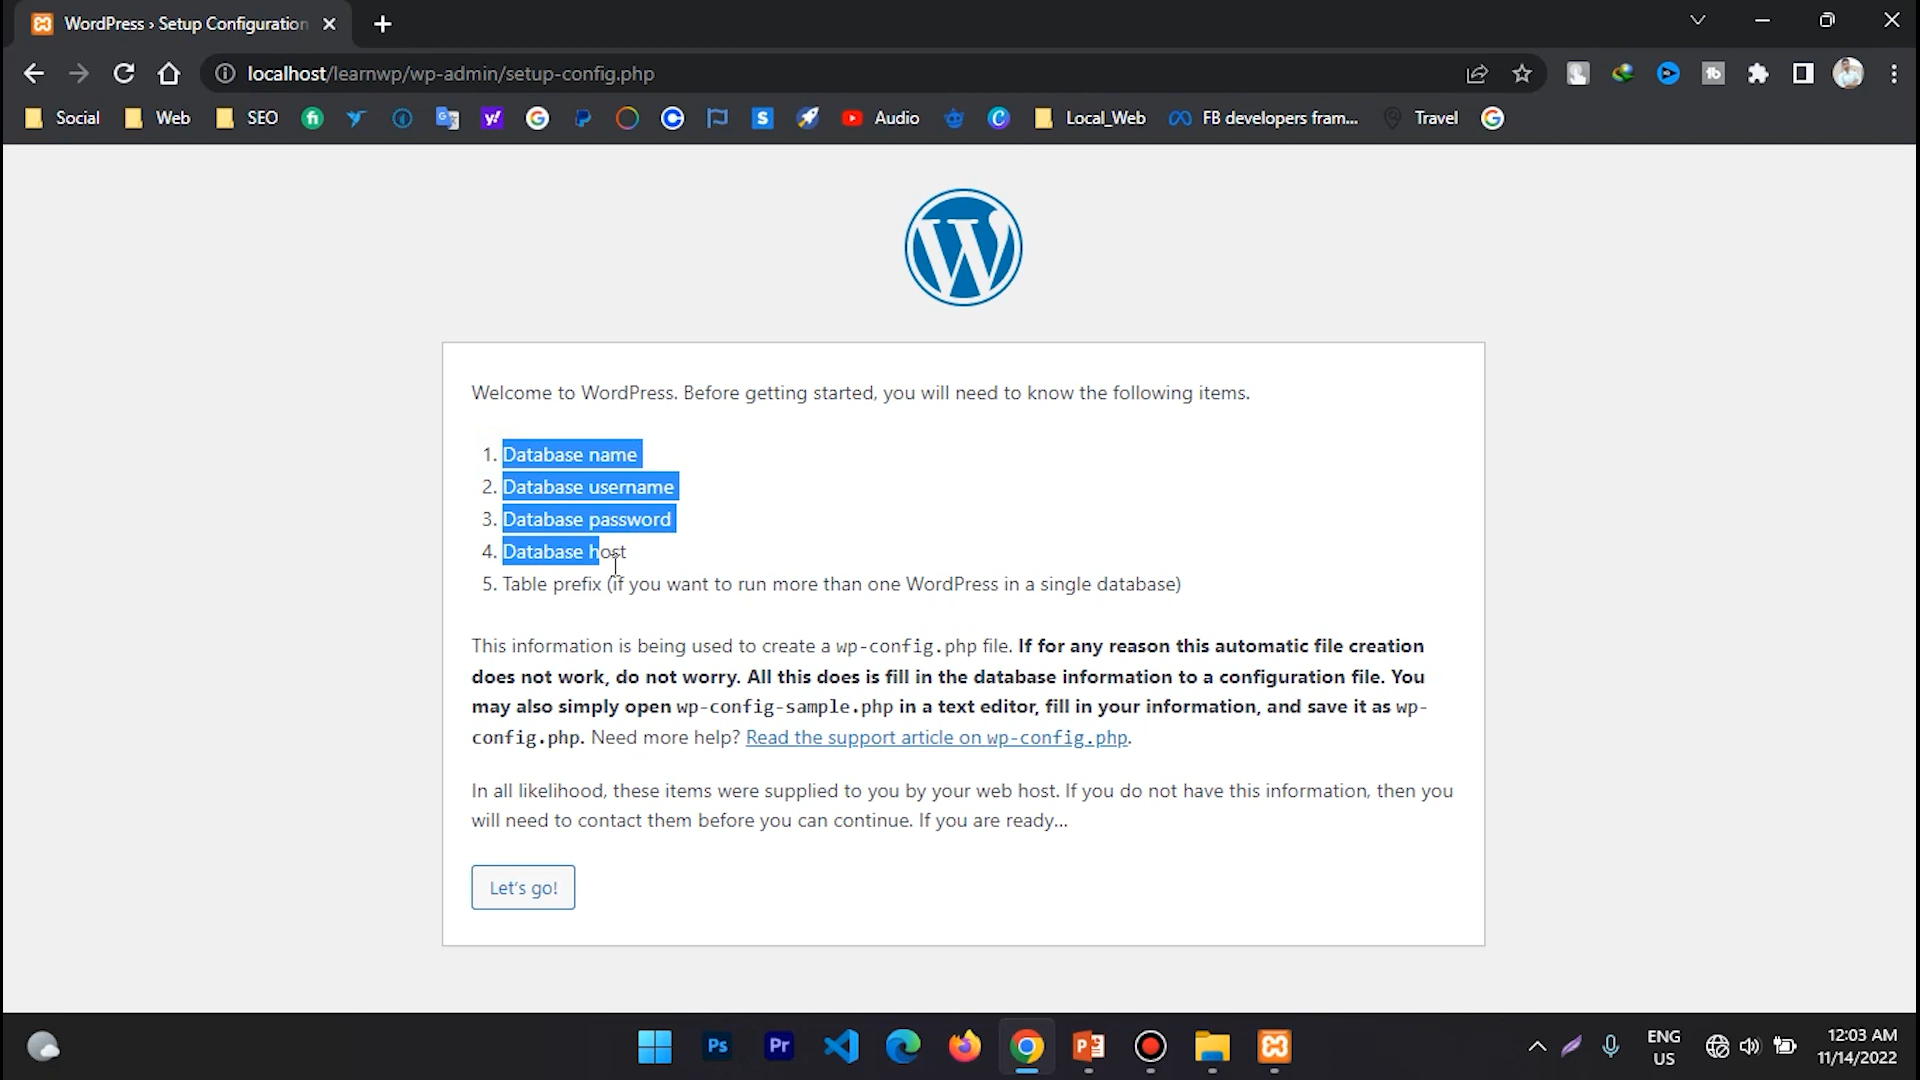 WordPress › Setup Configuration
localhost/learnwp/wp-admin/setup-config.php
Social Web SEO Audio Local_Web FB developers fram... Travel
Welcome to WordPress. Before getting started, you will need to know the following items.
1. Database name
2. Database username
3. Database password
4. Database host
5. Table prefix (if you want to run more than one WordPress in a single database)
This information is being used to create a wp-config.php file. If for any reason this automatic file creation
does not work, do not worry. All this does is fill in the database information to a configuration file. You
may also simply open wp-config-sample.php in a text editor, fill in your information, and save it as wp-
config.php. Need more help? Read the support article on wp-config.php.
In all likelihood, these items were supplied to you by your web host. If you do not have this information, then you
will need to contact them before you can continue. If you are ready…
Let's go!
Ps Pr
ENG
US
12:03 AM
11/14/2022